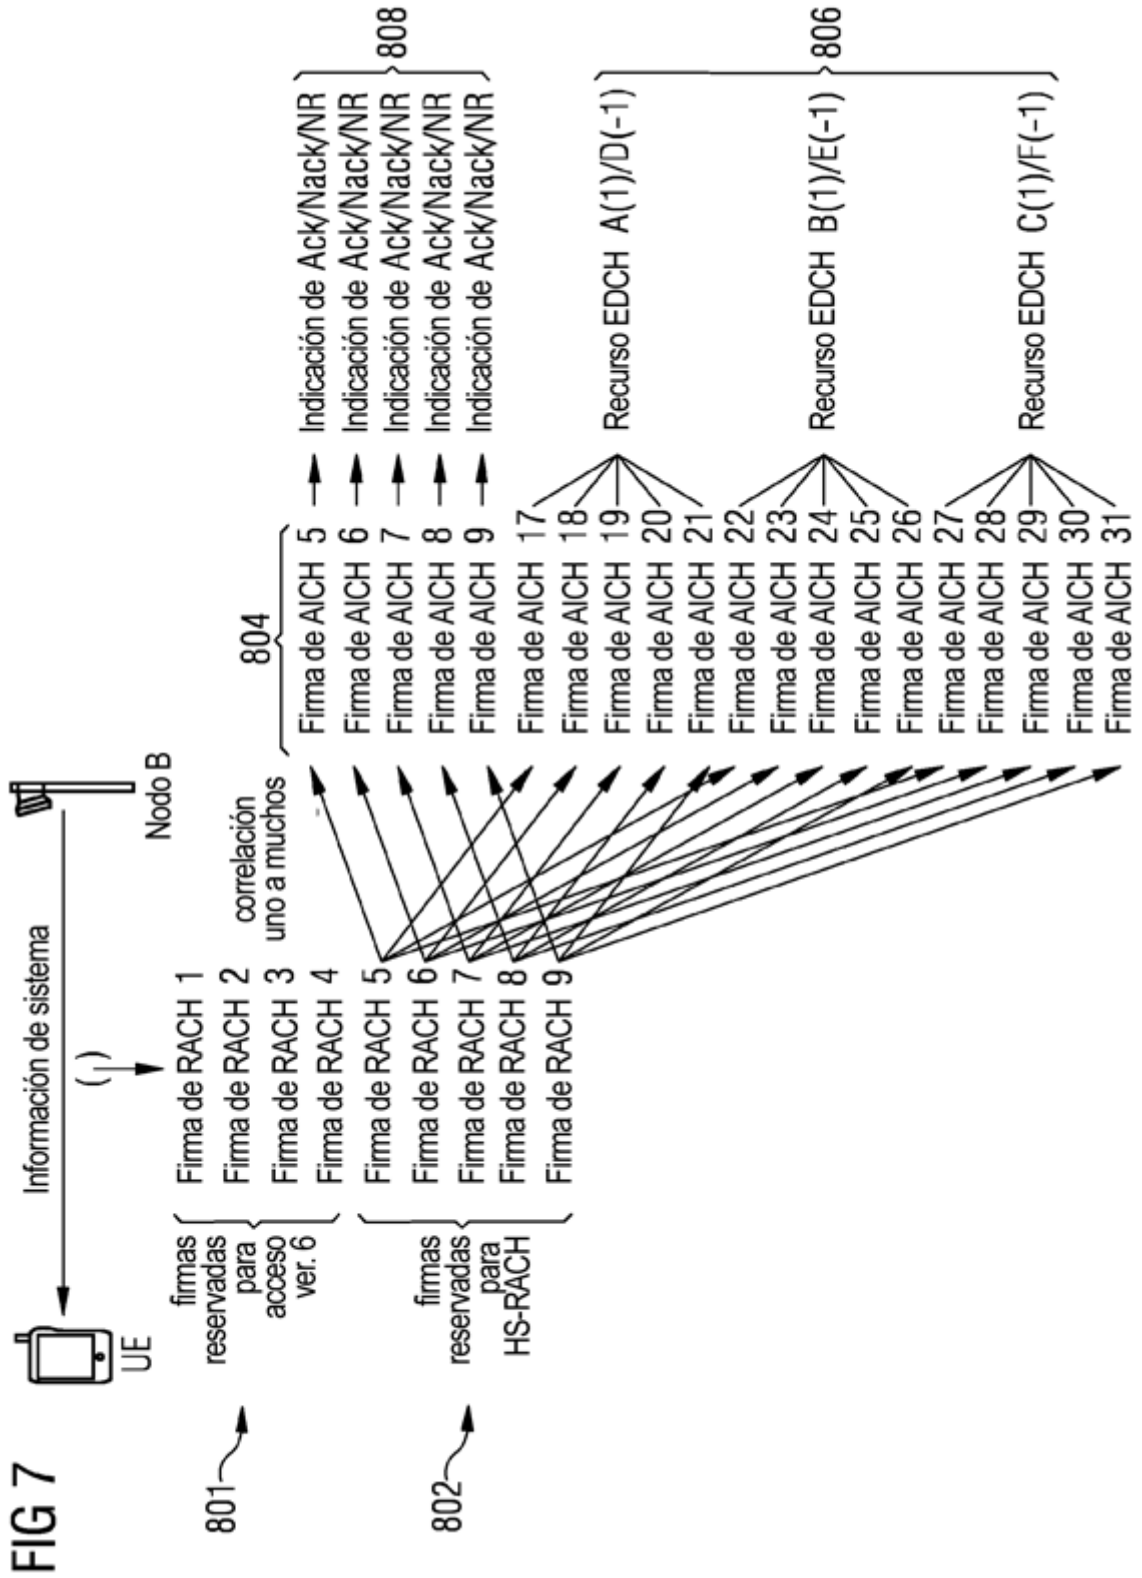 FIG 7
UE
Información de sistema
Nodo B
( )
801
firmas
reservadas
para
acceso
ver. 6
802
firmas
reservadas
para
HS-RACH
Firma de RACH 1
Firma de RACH 2
Firma de RACH 3
Firma de RACH 4
Firma de RACH 5
Firma de RACH 6
Firma de RACH 7
Firma de RACH 8
Firma de RACH 9
correlación
uno a muchos
804
Firma de AICH 5
Firma de AICH 6
Firma de AICH 7
Firma de AICH 8
Firma de AICH 9
Firma de AICH 17
Firma de AICH 18
Firma de AICH 19
Firma de AICH 20
Firma de AICH 21
Firma de AICH 22
Firma de AICH 23
Firma de AICH 24
Firma de AICH 25
Firma de AICH 26
Firma de AICH 27
Firma de AICH 28
Firma de AICH 29
Firma de AICH 30
Firma de AICH 31
Indicación de Ack/Nack/NR
Indicación de Ack/Nack/NR
Indicación de Ack/Nack/NR
Indicación de Ack/Nack/NR
Indicación de Ack/Nack/NR
808
Recurso EDCH A(1)/D(-1)
Recurso EDCH B(1)/E(-1)
Recurso EDCH C(1)/F(-1)
806